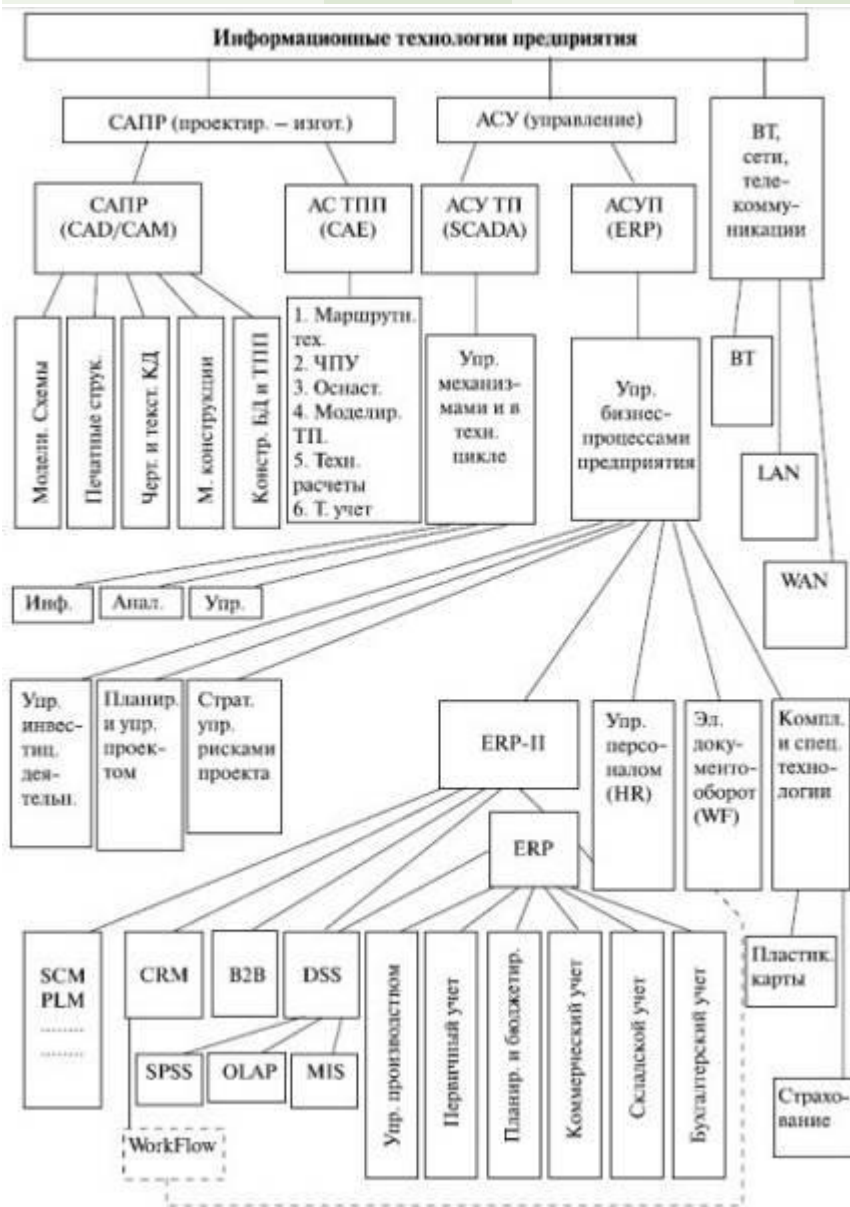 Информационные технологии предприятия
САПР (проектир. – изгот.)
АСУ (управление)
ВТ,
сети,
теле-
комму-
никации
САПР
(CAD/CAM)
АС ТПП
(CAE)
АСУ ТП
(SCADA)
АСУП
(ERP)
Модели. Схемы
Печатные струк.
Черт. и текст. КД
М. конструкции
Констр. БД и ТПП
1. Маршрутн.
тех.
2. ЧПУ
3. Оснаст.
4. Моделир.
ТП.
5. Техн.
расчеты
6. Т. учет
Упр.
механиз-
мами и в
техн.
цикле
Упр.
бизнес-
процессами
предприятия
ВТ
LAN
WAN
Инф.
Анал.
Упр.
Упр.
инвес-
тиц.
дея-
тельн.
Планир.
и упр.
проек-
том
Страт.
упр.
рисками
проекта
ERP-II
Упр.
персо-
налом
(HR)
Эл.
доку-
менто-
оборот
(WF)
Компл.
и спец.
техно-
логии
ERP
SCM
PLM
........
........
CRM
B2B
DSS
SPSS
OLAP
MIS
WorkFlow
Упр. производством
Первичный учет
Планир. и бюджетир.
Коммерческий учет
Складской учет
Бухгалтерский учет
Пластик.
карты
Страхо-
вание